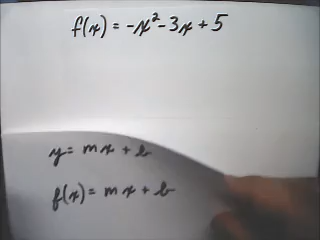 f(x) = -x² - 3x + 5
y = mx + b
f(x) = mx + b